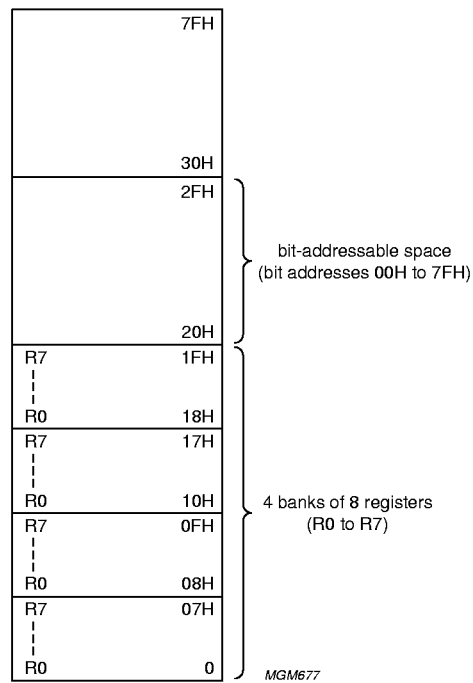 7FH
30H
2FH
bit-addressable space
(bit addresses 00H to 7FH)
20H
R7 1FH
R0 18H
R7 17H
R0 10H
4 banks of 8 registers
(R0 to R7)
R7 0FH
R0 08H
R7 07H
R0 0
MGM677